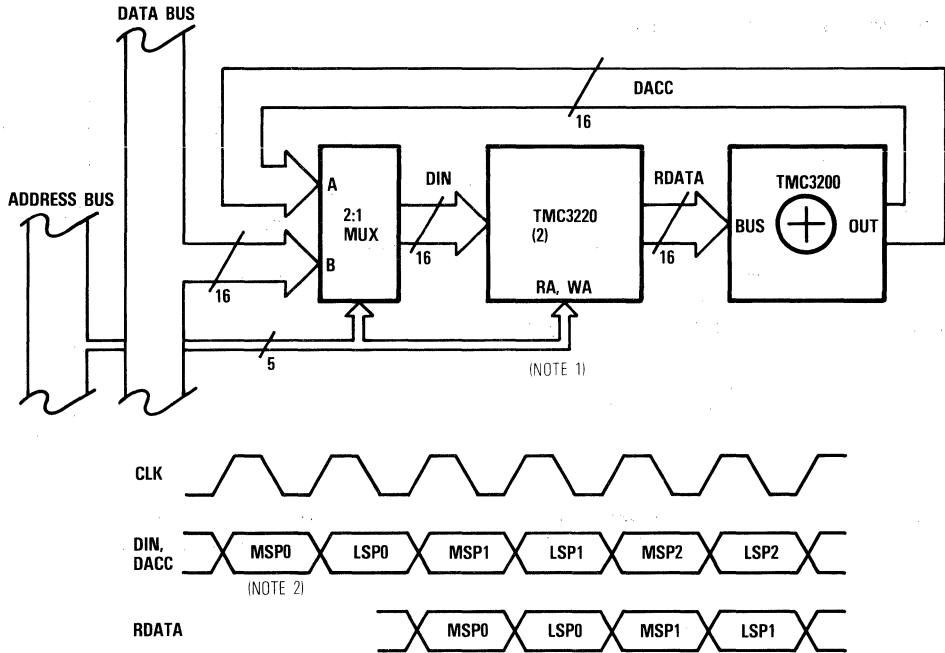 DATA BUS
DACC
16
ADDRESS BUS
A
2:1
MUX
B
DIN
16
TMC3220
(2)
RA, WA
RDATA
16
TMC3200
BUS
OUT
16
5
(NOTE 1)
CLK
DIN,
DACC
MSP0 LSP0 MSP1 LSP1 MSP2 LSP2
(NOTE 2)
RDATA
MSP0 LSP0 MSP1 LSP1